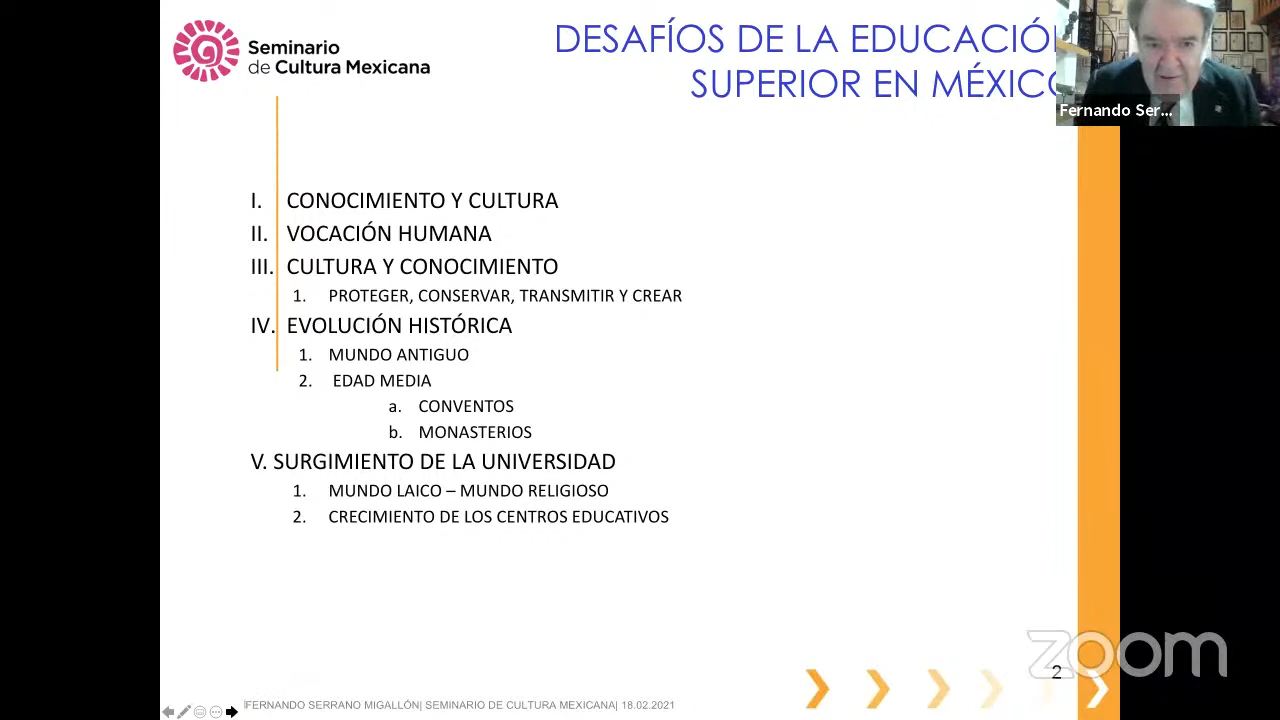 Seminario
de Cultura Mexicana
DESAFÍOS DE LA EDUCACIÓN
SUPERIOR EN MÉXICO
Fernando Ser...
I. CONOCIMIENTO Y CULTURA
II. VOCACIÓN HUMANA
III. CULTURA Y CONOCIMIENTO
1. PROTEGER, CONSERVAR, TRANSMITIR Y CREAR
IV. EVOLUCIÓN HISTÓRICA
1. MUNDO ANTIGUO
2. EDAD MEDIA
a. CONVENTOS
b. MONASTERIOS
V. SURGIMIENTO DE LA UNIVERSIDAD
1. MUNDO LAICO – MUNDO RELIGIOSO
2. CRECIMIENTO DE LOS CENTROS EDUCATIVOS
zoom
2
FERNANDO SERRANO MIGALLÓN| SEMINARIO DE CULTURA MEXICANA| 18.02.2021